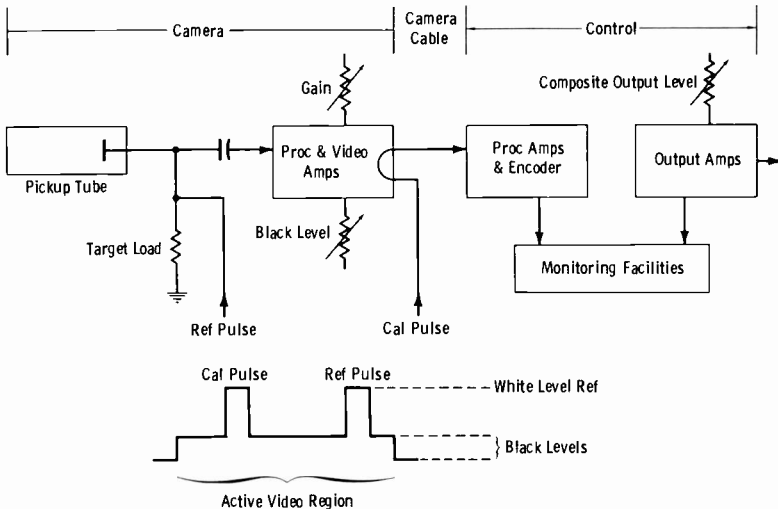 Camera
Camera
Cable
Control
Gain
Composite Output Level
Pickup Tube
Proc & Video
Amps
Proc Amps
& Encoder
Output Amps
Target Load
Black Level
Monitoring Facilities
Ref Pulse
Cal Pulse
Cal Pulse
Ref Pulse
White Level Ref
Black Levels
Active Video Region